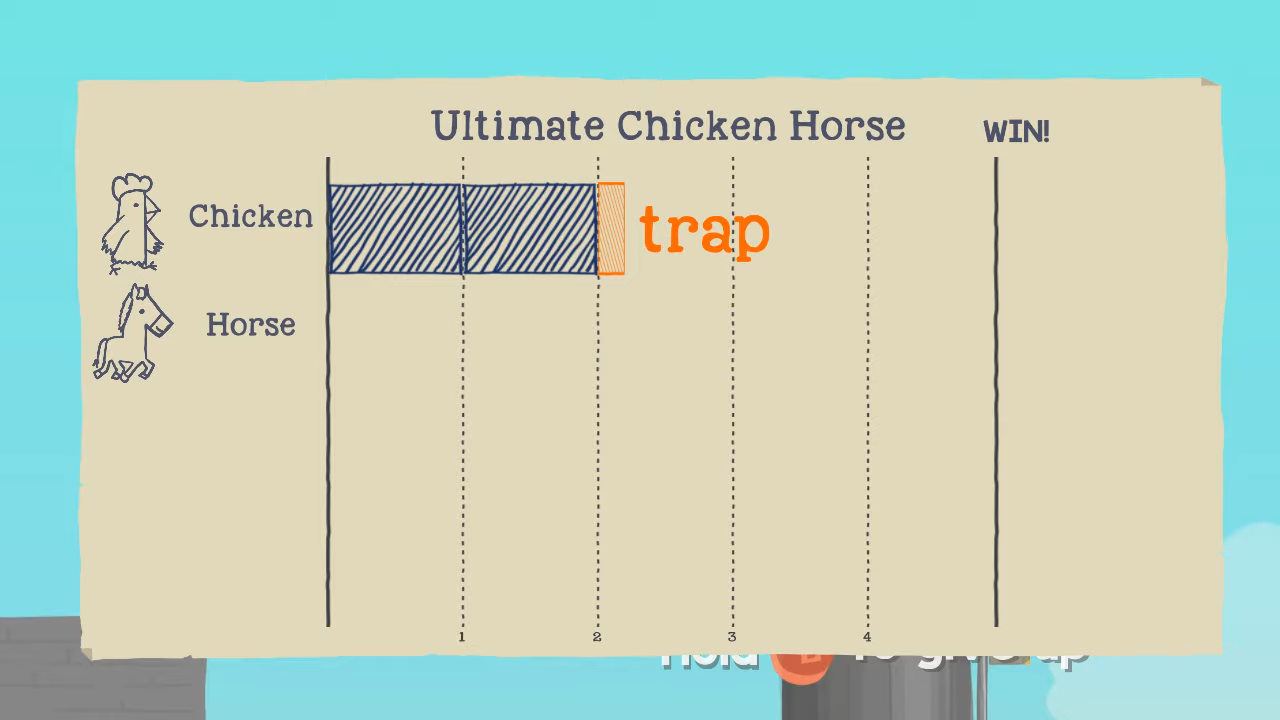 Ultimate Chicken Horse
WIN!
Chicken
trap
Horse
1 2 3 4